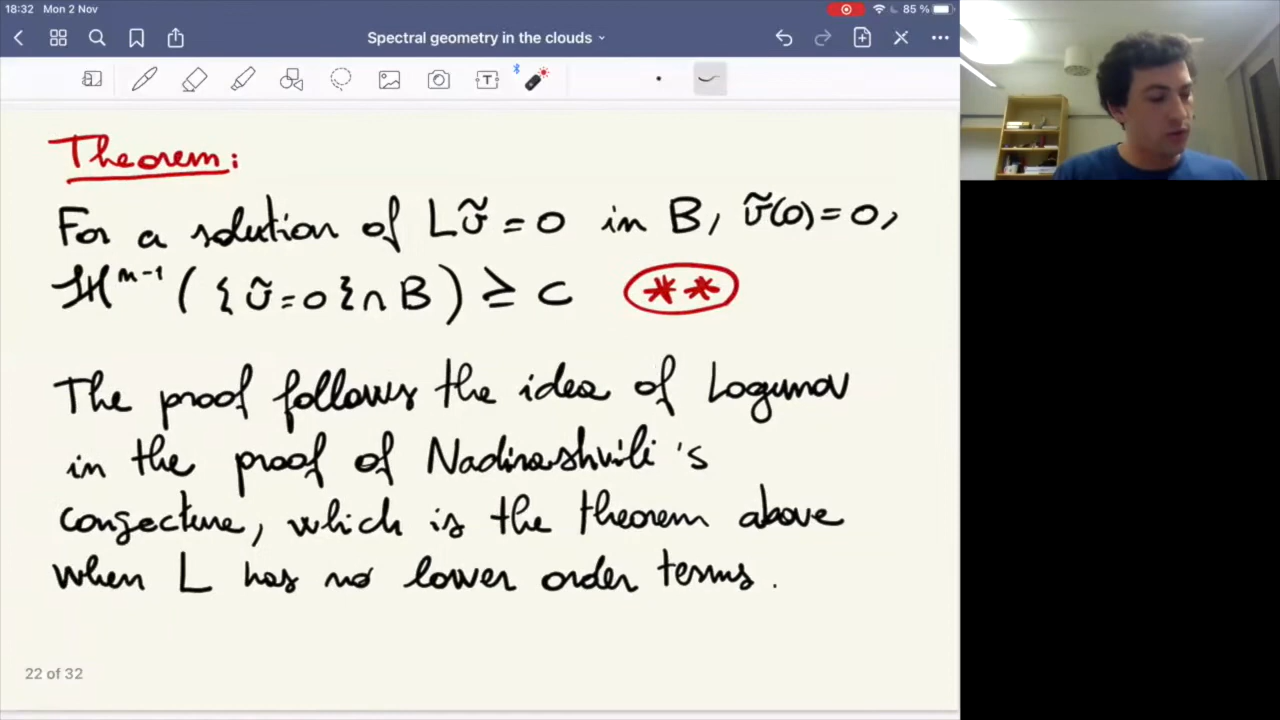 18:32 Mon 2 Nov
85 %
Spectral geometry in the clouds
Theorem:
For a solution of Lṽ = 0 in B, ṽ(0) = 0,
ℋⁿ⁻¹ ({ṽ = 0} ∩ B) ≥ C **
The proof follows the idea of Logunov
in the proof of Nadirashvili's
conjecture, which is the theorem above
when L has no lower order terms.
22 of 32